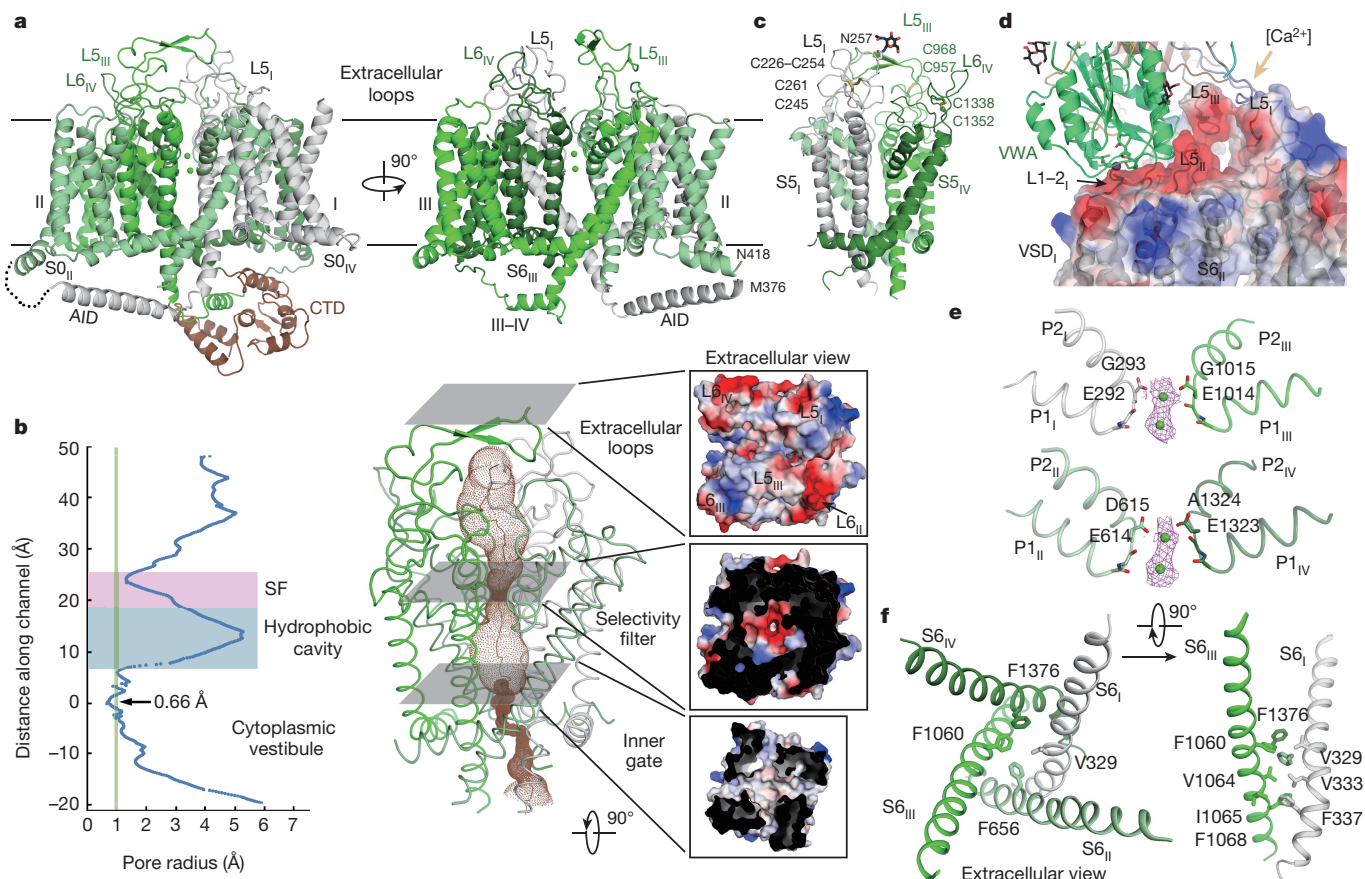 a
L5III
L6IV
L5I
II
I
S0II
S0IV
AID
CTD
Extracellular
loops
90°
L6IV
L5I
L5III
III
II
S6III
N418
M376
III–IV
AID
c
L5III
L5I
N257
C968
C957
L6IV
C226–C254
C261
C245
C1338
C1352
S5I
S5IV
d
[Ca2+]
L5III
L5I
VWA
L5II
L1–2I
VSDI
S6II
b
Distance along channel (Å)
50
40
30
20
10
0
−10
−20
SF
Hydrophobic
cavity
0.66 Å
Cytoplasmic
vestibule
0 1 2 3 4 5 6 7
Pore radius (Å)
Extracellular
loops
Selectivity
filter
Inner
gate
90°
Extracellular view
L6IV
L5I
L5III
L6III
L6II
e
P2I
P2III
G293
G1015
E292
E1014
P1I
P1III
P2II
P2IV
D615
A1324
E614
E1323
P1II
P1IV
f
90°
S6IV
F1376
S6I
F1060
V329
S6III
F656
S6II
Extracellular view
S6III
S6I
F1376
F1060
V329
V1064
V333
I1065
F337
F1068